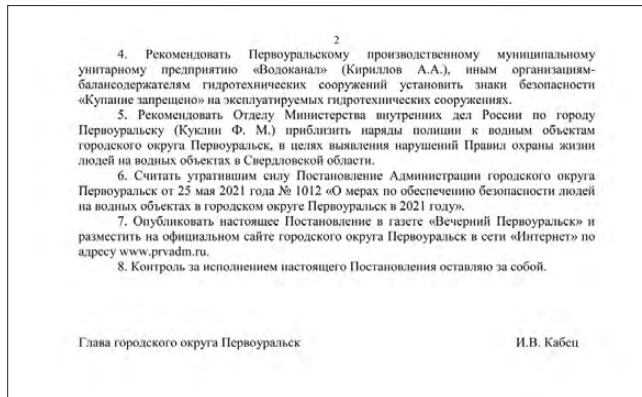 2
4. Рекомендовать Первоуральскому производственному муниципальному
унитарному предприятию «Водоканал» (Кириллов А.А.), иным организациям-
балансодержателям гидротехнических сооружений установить знаки безопасности
«Купание запрещено» на эксплуатируемых гидротехнических сооружениях.
5. Рекомендовать Отделу Министерства внутренних дел России по городу
Первоуральску (Куклин Ф. М.) приблизить наряды полиции к водным объектам
городского округа Первоуральск, в целях выявления нарушений Правил охраны жизни
людей на водных объектах в Свердловской области.
6. Считать утратившим силу Постановление Администрации городского округа
Первоуральск от 25 мая 2021 года № 1012 «О мерах по обеспечению безопасности людей
на водных объектах в городском округе Первоуральск в 2021 году».
7. Опубликовать настоящее Постановление в газете «Вечерний Первоуральск» и
разместить на официальном сайте городского округа Первоуральск в сети «Интернет» по
адресу www.prvadm.ru.
8. Контроль за исполнением настоящего Постановления оставляю за собой.
Глава городского округа Первоуральск И.В. Кабец